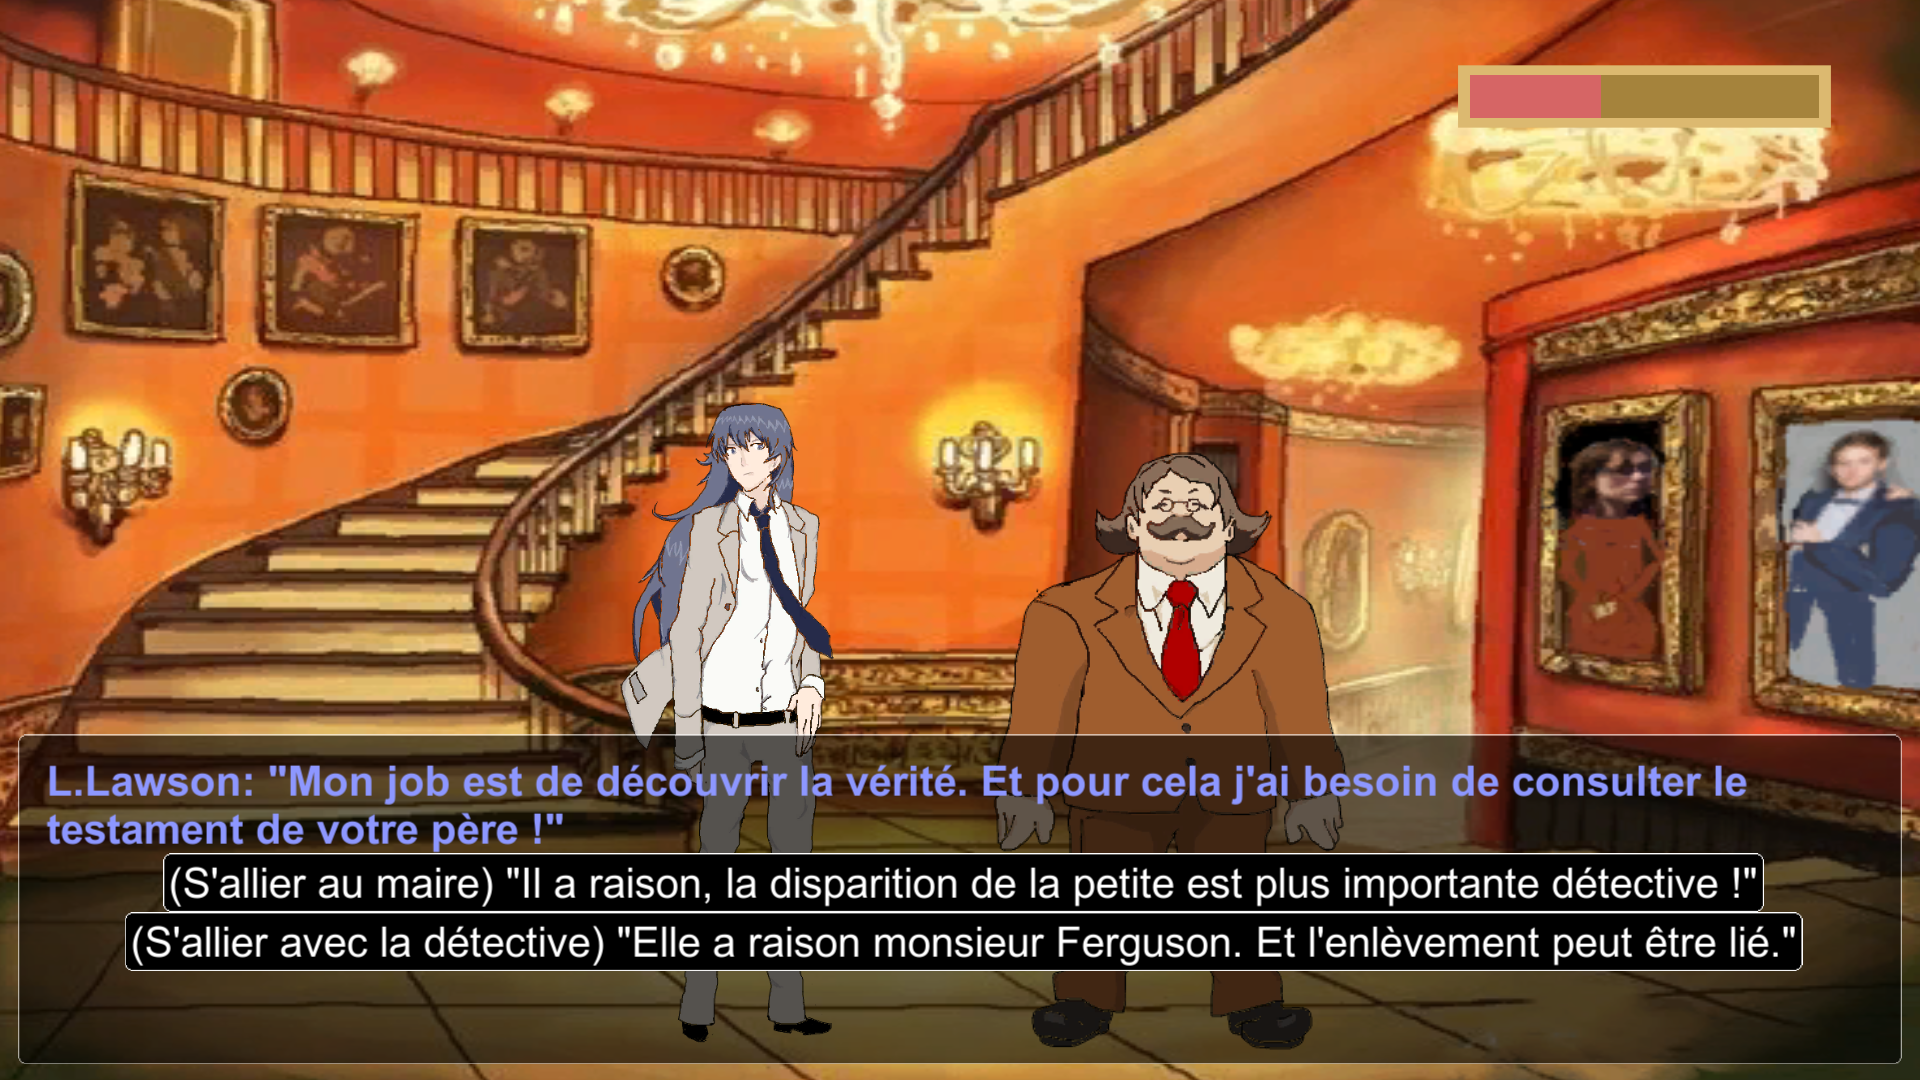 L.Lawson: "Mon job est de découvrir la vérité. Et pour cela j'ai besoin de consulter le
testament de votre père !"
(S'allier au maire) "Il a raison, la disparition de la petite est plus importante détective !"
(S'allier avec la détective) "Elle a raison monsieur Ferguson. Et l'enlèvement peut être lié."